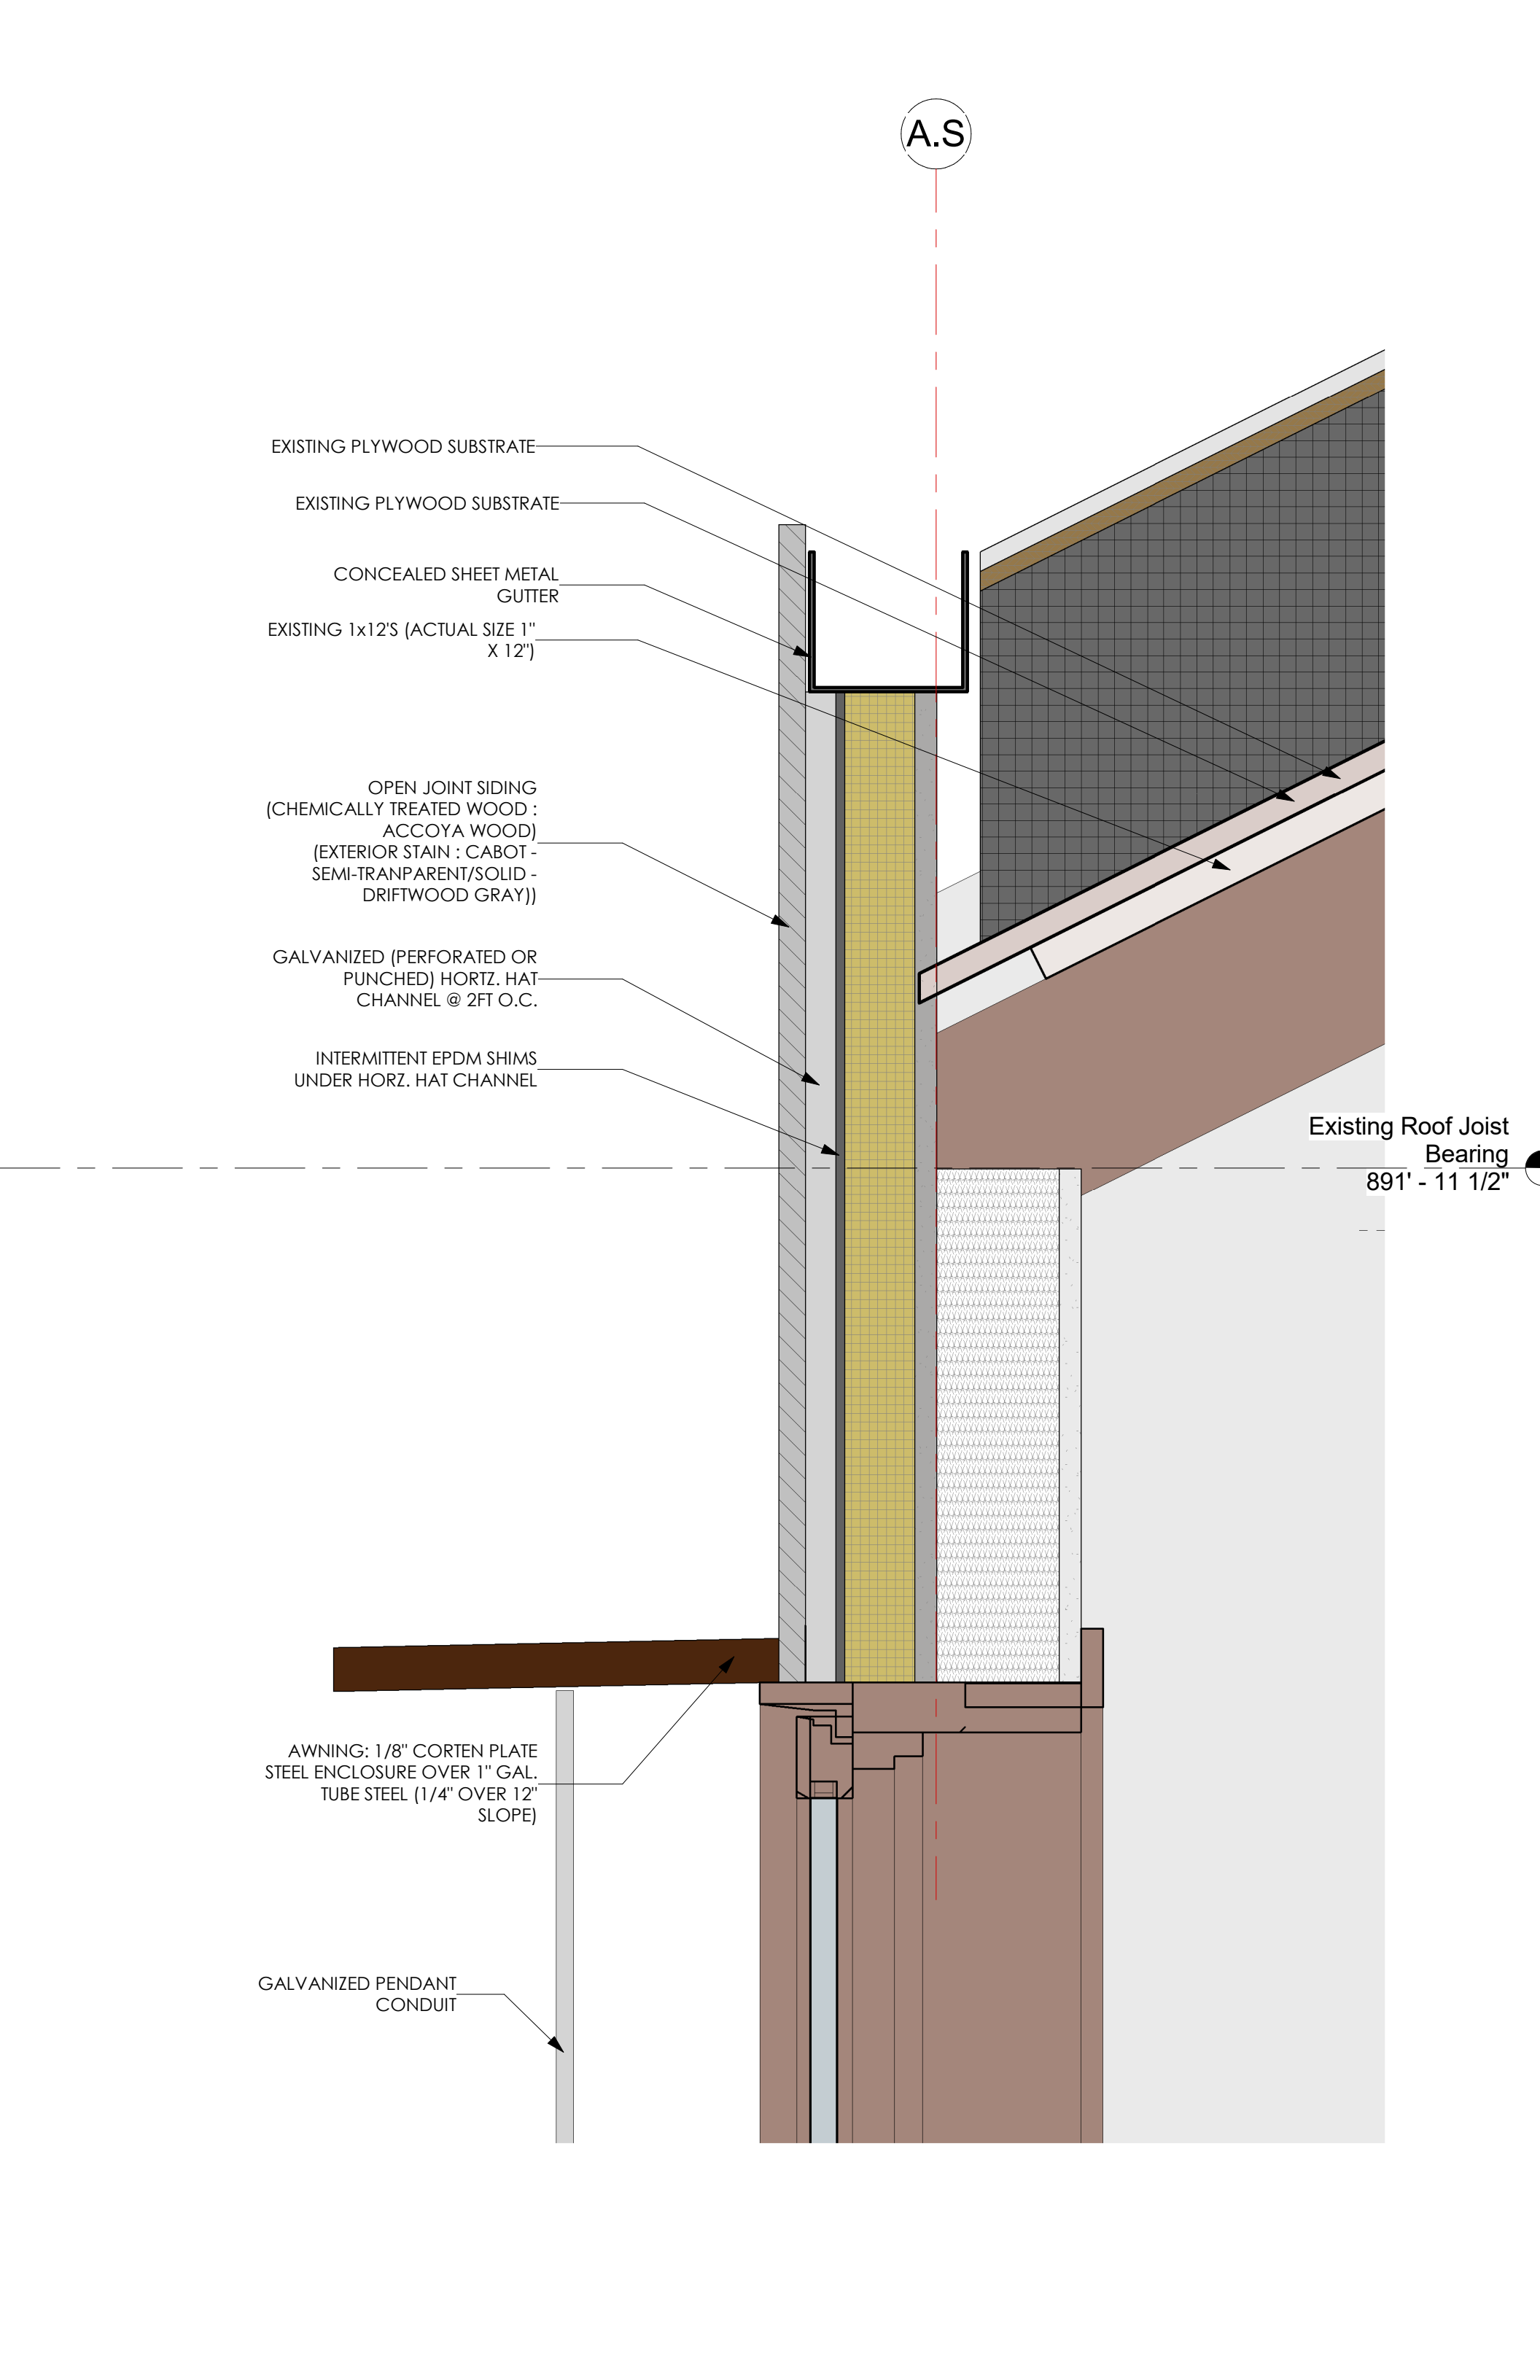 A.S
EXISTING PLYWOOD SUBSTRATE
EXISTING PLYWOOD SUBSTRATE
CONCEALED SHEET METAL
GUTTER
EXISTING 1x12'S (ACTUAL SIZE 1"
X 12")
OPEN JOINT SIDING
(CHEMICALLY TREATED WOOD :
ACCOYA WOOD)
(EXTERIOR STAIN : CABOT -
SEMI-TRANPARENT/SOLID -
DRIFTWOOD GRAY))
GALVANIZED (PERFORATED OR
PUNCHED) HORTZ. HAT
CHANNEL @ 2FT O.C.
INTERMITTENT EPDM SHIMS
UNDER HORZ. HAT CHANNEL
Existing Roof Joist
Bearing
891' - 11 1/2"
AWNING: 1/8" CORTEN PLATE
STEEL ENCLOSURE OVER 1" GAL.
TUBE STEEL (1/4" OVER 12"
SLOPE)
GALVANIZED PENDANT
CONDUIT